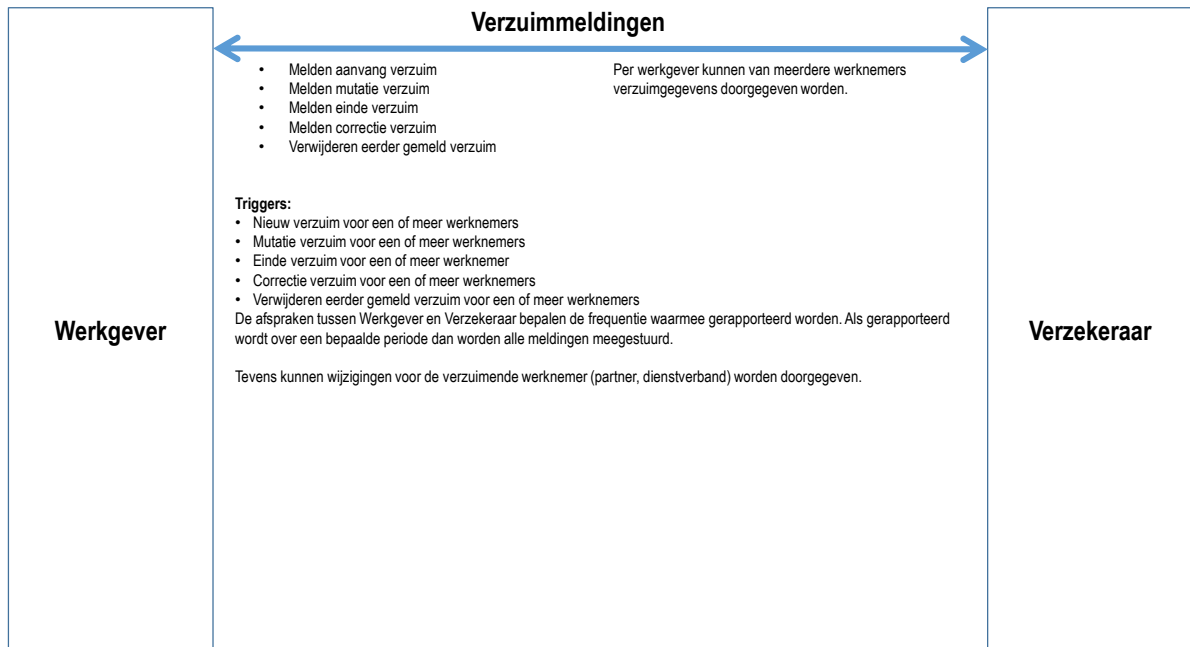 Verzuimmeldingen
• Melden aanvang verzuim
• Melden mutatie verzuim
• Melden einde verzuim
• Melden correctie verzuim
• Verwijderen eerder gemeld verzuim
Per werkgever kunnen van meerdere werknemers
verzuimgegevens doorgegeven worden.
Triggers:
• Nieuw verzuim voor een of meer werknemers
• Mutatie verzuim voor een of meer werknemers
• Einde verzuim voor een of meer werknemer
• Correctie verzuim voor een of meer werknemers
• Verwijderen eerder gemeld verzuim voor een of meer werknemers
De afspraken tussen Werkgever en Verzekeraar bepalen de frequentie waarmee gerapporteerd worden. Als gerapporteerd
wordt over een bepaalde periode dan worden alle meldingen meegestuurd.
Tevens kunnen wijzigingen voor de verzuimende werknemer (partner, dienstverband) worden doorgegeven.
Werkgever
Verzekeraar